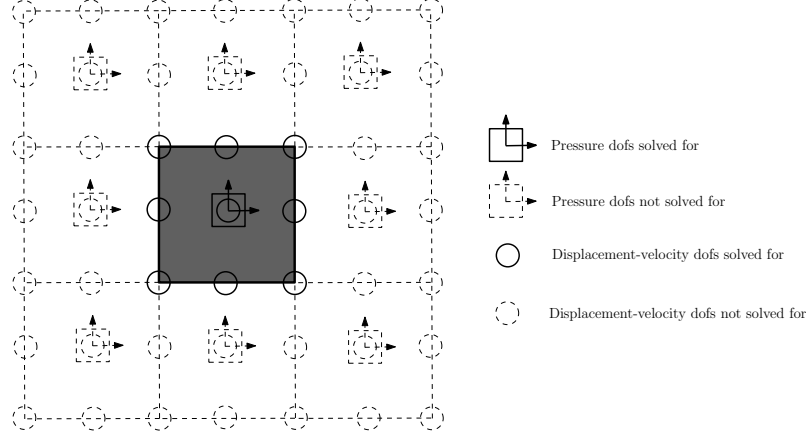 Pressure dofs solved for
Pressure dofs not solved for
Displacement-velocity dofs solved for
Displacement-velocity dofs not solved for